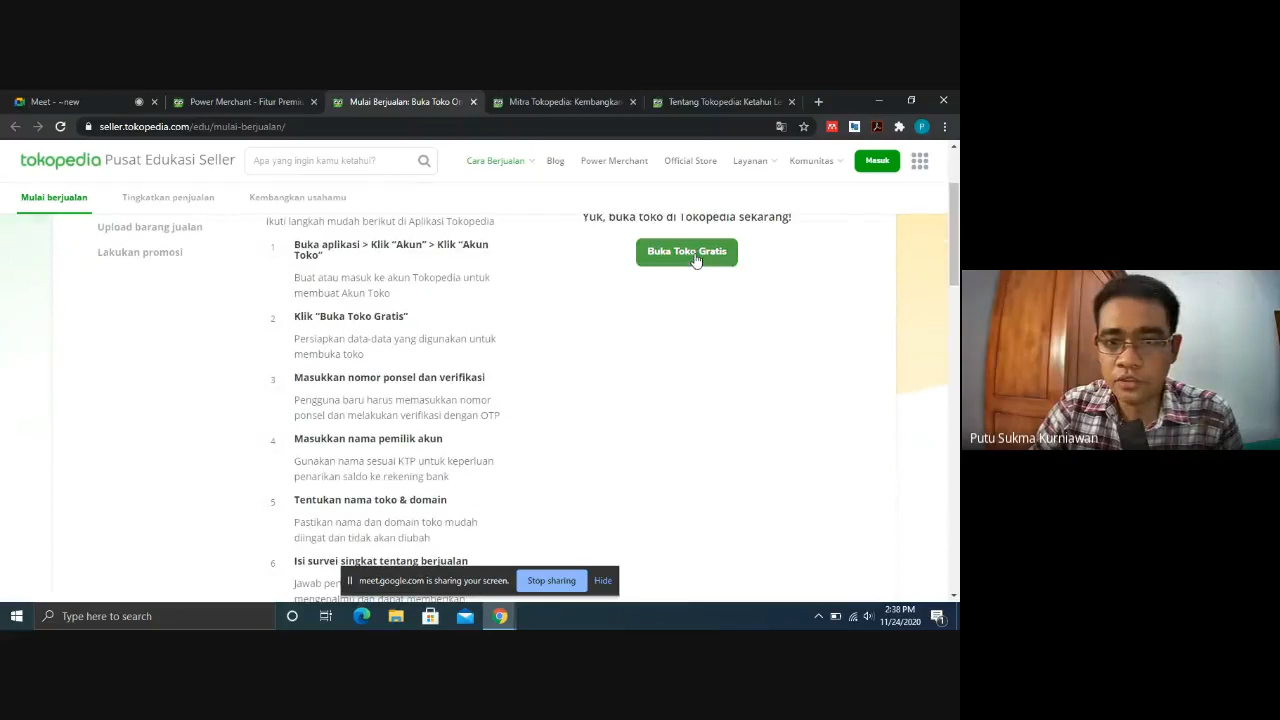 Meet - ~new
Power Merchant - Fitur Premi
Mulai Berjualan: Buka Toko On
Mitra Tokopedia: Kembangkan
Tentang Tokopedia: Ketahui Le
seller.tokopedia.com/edu/mulai-berjualan/
P
tokopedia Pusat Edukasi Seller
Apa yang ingin kamu ketahui?
Cara Berjualan
Blog
Power Merchant
Official Store
Layanan
Komunitas
Masuk
Mulai berjualan
Tingkatkan penjualan
Kembangkan usahamu
Upload barang jualan
Lakukan promosi
Ikuti langkah mudah berikut di Aplikasi Tokopedia
1 Buka aplikasi > Klik “Akun” > Klik “Akun
Toko”
Buat atau masuk ke akun Tokopedia untuk
membuat Akun Toko
2 Klik “Buka Toko Gratis”
Persiapkan data-data yang digunakan untuk
membuka toko
3 Masukkan nomor ponsel dan verifikasi
Pengguna baru harus memasukkan nomor
ponsel dan melakukan verifikasi dengan OTP
4 Masukkan nama pemilik akun
Gunakan nama sesuai KTP untuk keperluan
penarikan saldo ke rekening bank
5 Tentukan nama toko & domain
Pastikan nama dan domain toko mudah
diingat dan tidak akan diubah
6 Isi survei singkat tentang berjualan
Yuk, buka toko di Tokopedia sekarang!
Buka Toko Gratis
meet.google.com is sharing your screen.
Stop sharing
Hide
Putu Sukma Kurniawan
Type here to search
2:38 PM
11/24/2020
1